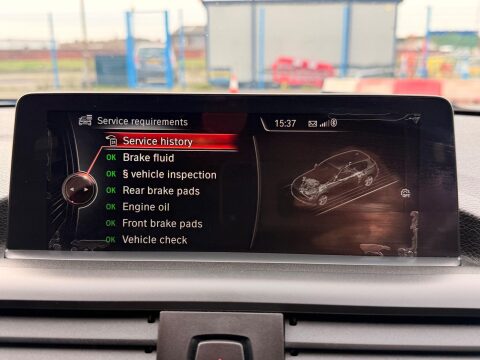 Service requirements
15:37
Service history
OK Brake fluid
OK § vehicle inspection
OK Rear brake pads
OK Engine oil
OK Front brake pads
OK Vehicle check